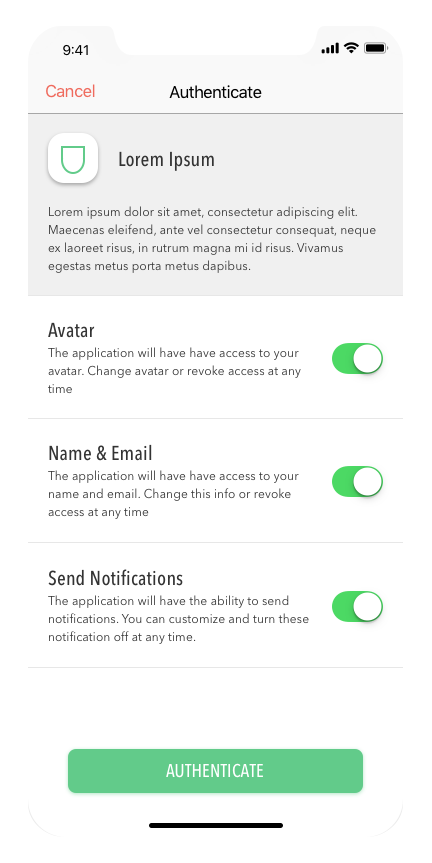 9:41
Cancel
Authenticate
Lorem Ipsum
Lorem ipsum dolor sit amet, consectetur adipiscing elit.
Maecenas eleifend, ante vel consectetur consequat, neque
ex laoreet risus, in rutrum magna mi id risus. Vivamus
egestas metus porta metus dapibus.
Avatar
The application will have have access to your
avatar. Change avatar or revoke access at any
time
Name & Email
The application will have have access to your
name and email. Change this info or revoke
access at any time
Send Notifications
The application will have the ability to send
notifications. You can customize and turn these
notification off at any time.
AUTHENTICATE